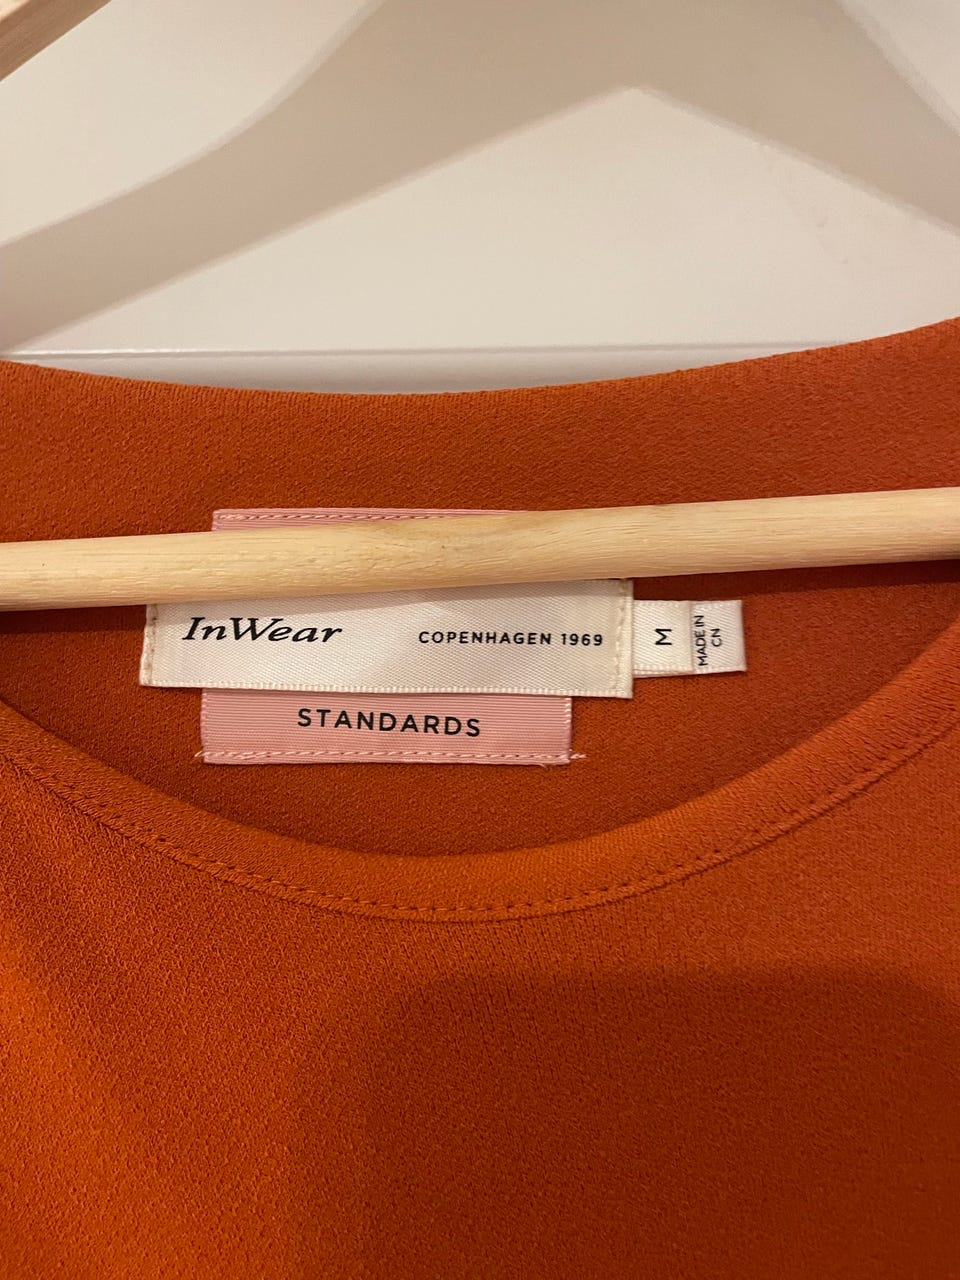 InWear
COPENHAGEN 1969
M
MADE IN
CN
STANDARDS